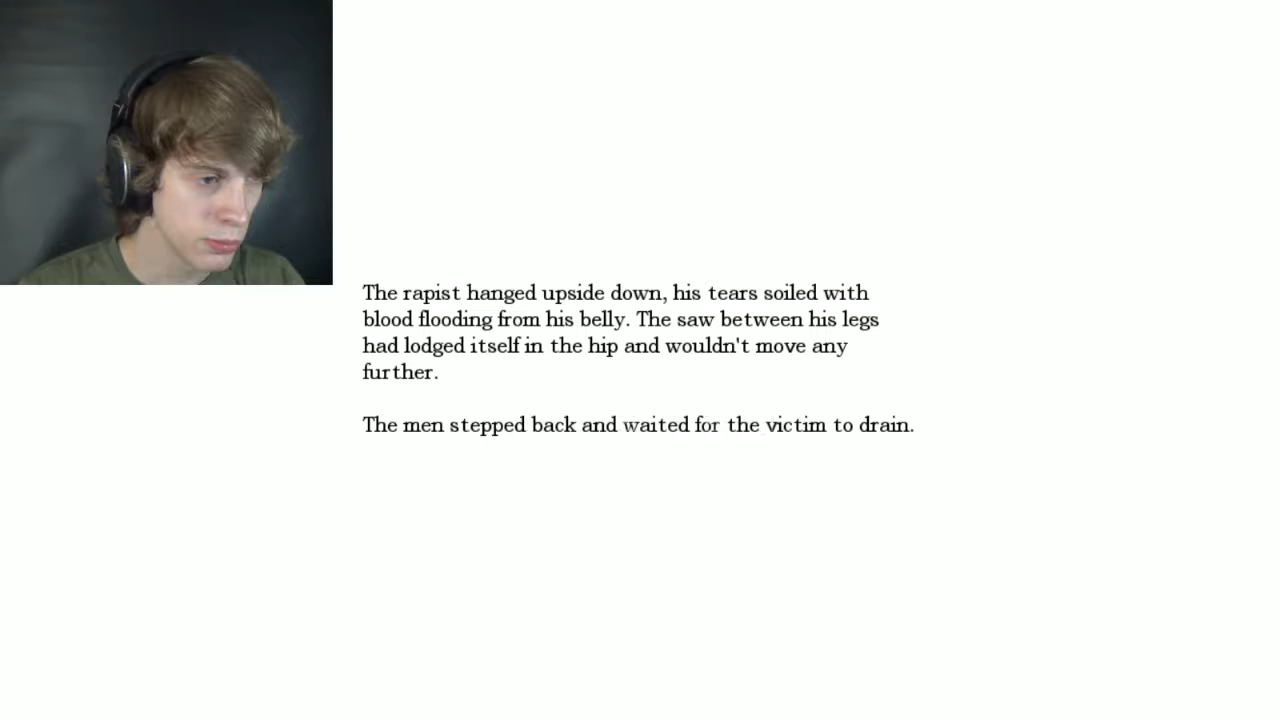 The rapist hanged upside down, his tears soiled with
blood flooding from his belly. The saw between his legs
had lodged itself in the hip and wouldn't move any
further.
The men stepped back and waited for the victim to drain.